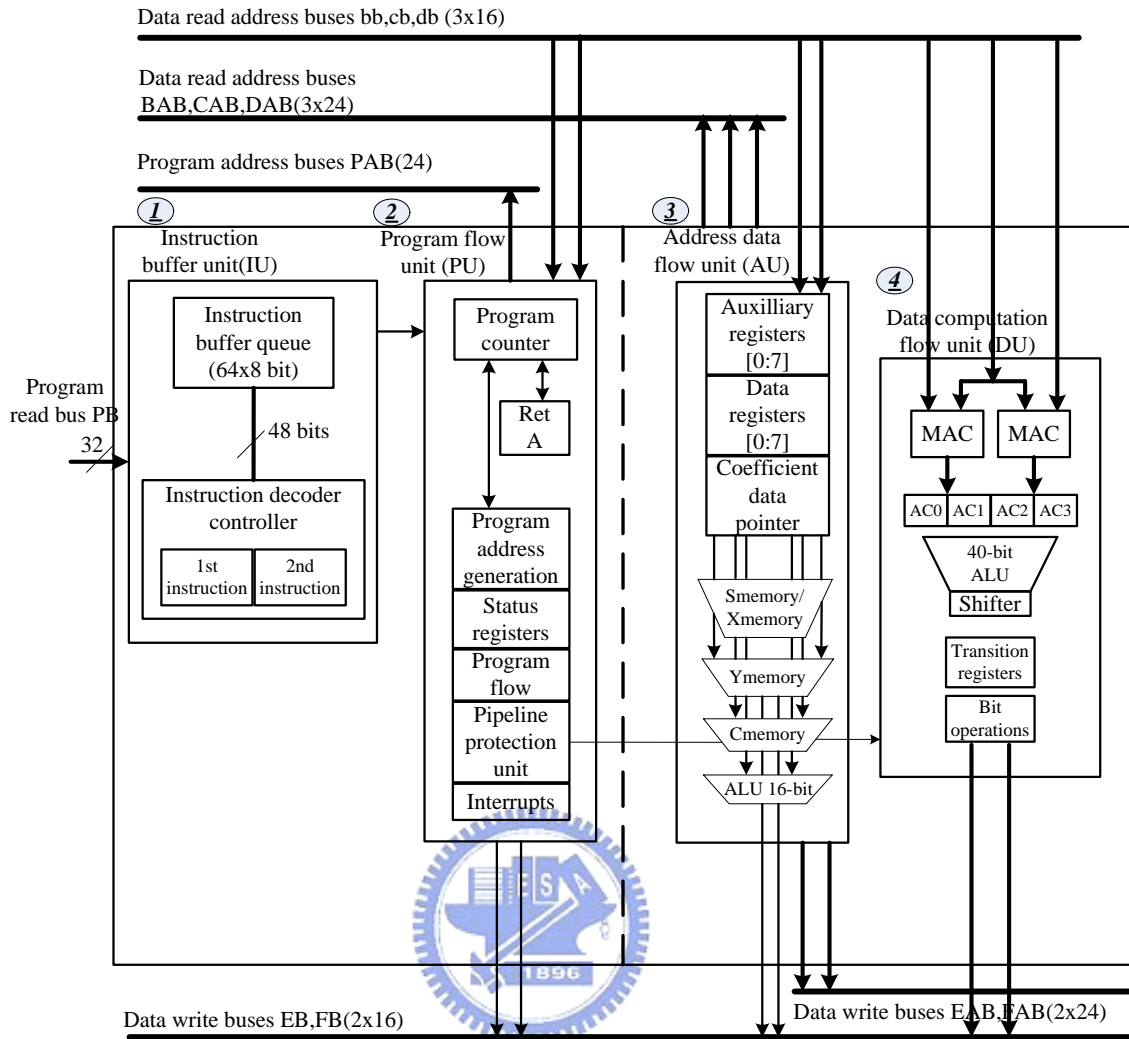 Data read address buses bb,cb,db (3x16)
Data read address buses
BAB,CAB,DAB(3x24)
Program address buses PAB(24)
1
Instruction
buffer unit(IU)
2
Program flow
unit (PU)
3
Address data
flow unit (AU)
4
Data computation
flow unit (DU)
Program
read bus PB
32
Instruction
buffer queue
(64x8 bit)
48 bits
Instruction decoder
controller
1st
instruction
2nd
instruction
Program
counter
Ret
A
Program
address
generation
Status
registers
Program
flow
Pipeline
protection
unit
Interrupts
Auxilliary
registers
[0:7]
Data
registers
[0:7]
Coefficient
data
pointer
Smemory/
Xmemory
Ymemory
Cmemory
ALU 16-bit
MAC
MAC
AC0
AC1
AC2
AC3
40-bit
ALU
Shifter
Transition
registers
Bit
operations
E S A
1896
Data write buses EAB,FAB(2x24)
Data write buses EB,FB(2x16)